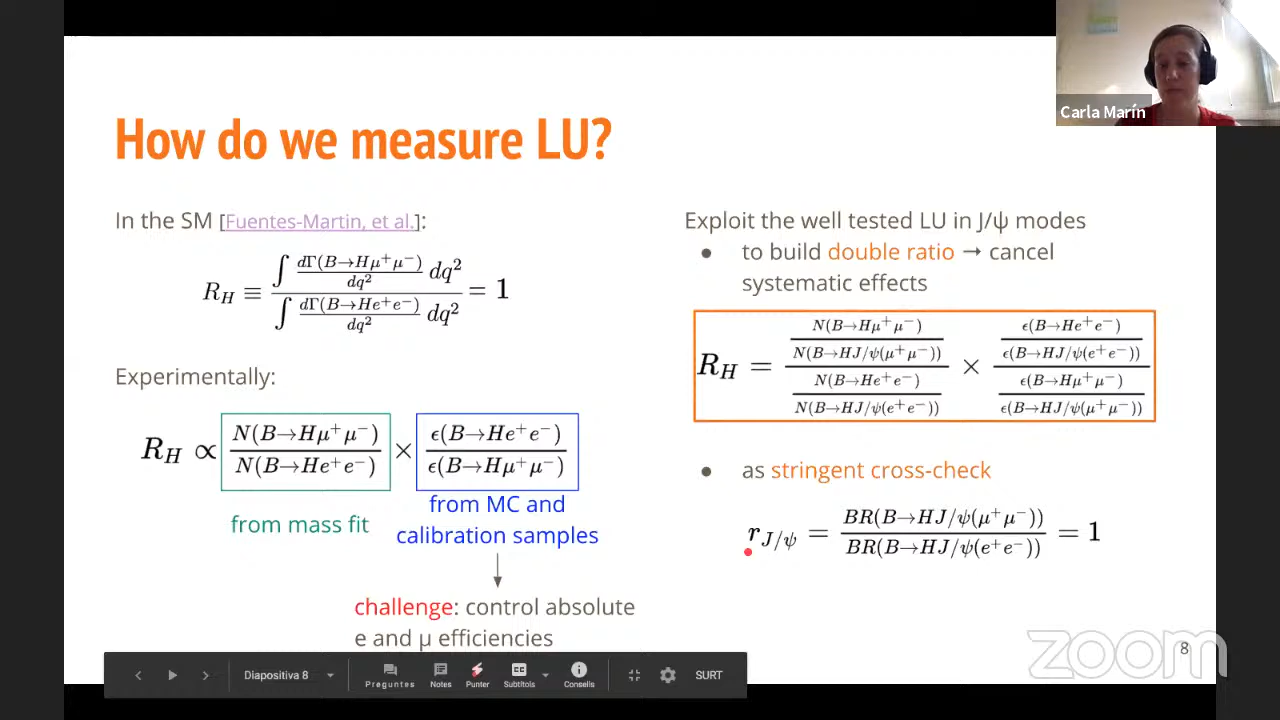 Carla Marín
How do we measure LU?
In the SM [Fuentes-Martin, et al.]:
R_H ≡ ∫ dΓ(B→Hμ⁺μ⁻)/dq² dq² / ∫ dΓ(B→He⁺e⁻)/dq² dq² = 1
Experimentally:
R_H ∝ N(B→Hμ⁺μ⁻)/N(B→He⁺e⁻) × ϵ(B→He⁺e⁻)/ϵ(B→Hμ⁺μ⁻)
from mass fit
from MC and
calibration samples
challenge: control absolute
e and μ efficiencies
Exploit the well tested LU in J/ψ modes
● to build double ratio → cancel
systematic effects
R_H = (N(B→Hμ⁺μ⁻)/N(B→HJ/ψ(μ⁺μ⁻))) / (N(B→He⁺e⁻)/N(B→HJ/ψ(e⁺e⁻))) × (ϵ(B→He⁺e⁻)/ϵ(B→HJ/ψ(e⁺e⁻))) / (ϵ(B→Hμ⁺μ⁻)/ϵ(B→HJ/ψ(μ⁺μ⁻)))
● as stringent cross-check
r_J/ψ = BR(B→HJ/ψ(μ⁺μ⁻))/BR(B→HJ/ψ(e⁺e⁻)) = 1
zoom
8
Diapositiva 8
Preguntes
Notes
Punter
Subtítols
Consells
SURT